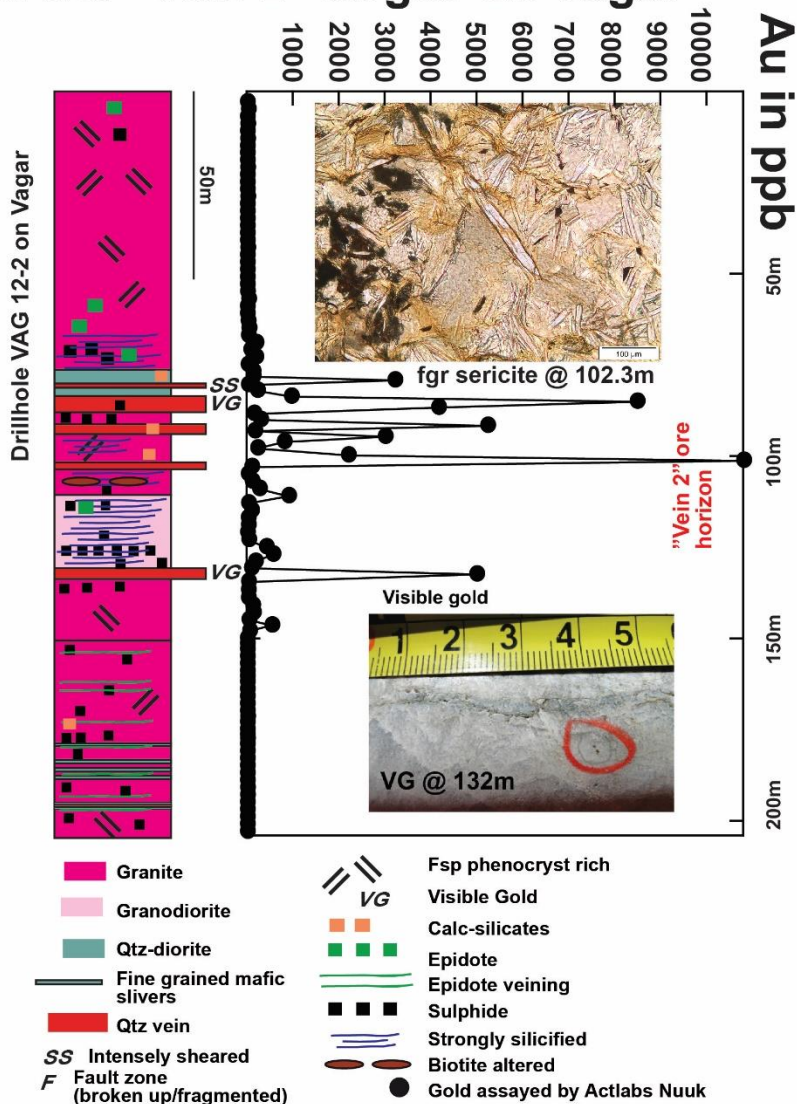 Au in ppb
1000
2000
3000
4000
5000
6000
7000
8000
9000
10000
Drillhole VAG 12-2 on Vagar
50m
50m
100m
150m
200m
100 µm
fgr sericite @ 102.3m
SS
VG
VG
"Vein 2" ore
horizon
Visible gold
1 2 3 4 5
VG @ 132m
Granite
Granodiorite
Qtz-diorite
Fine grained mafic
slivers
Qtz vein
SS Intensely sheared
F Fault zone
(broken up/fragmented)
Fsp phenocryst rich
VG Visible Gold
Calc-silicates
Epidote
Epidote veining
Sulphide
Strongly silicified
Biotite altered
Gold assayed by Actlabs Nuuk